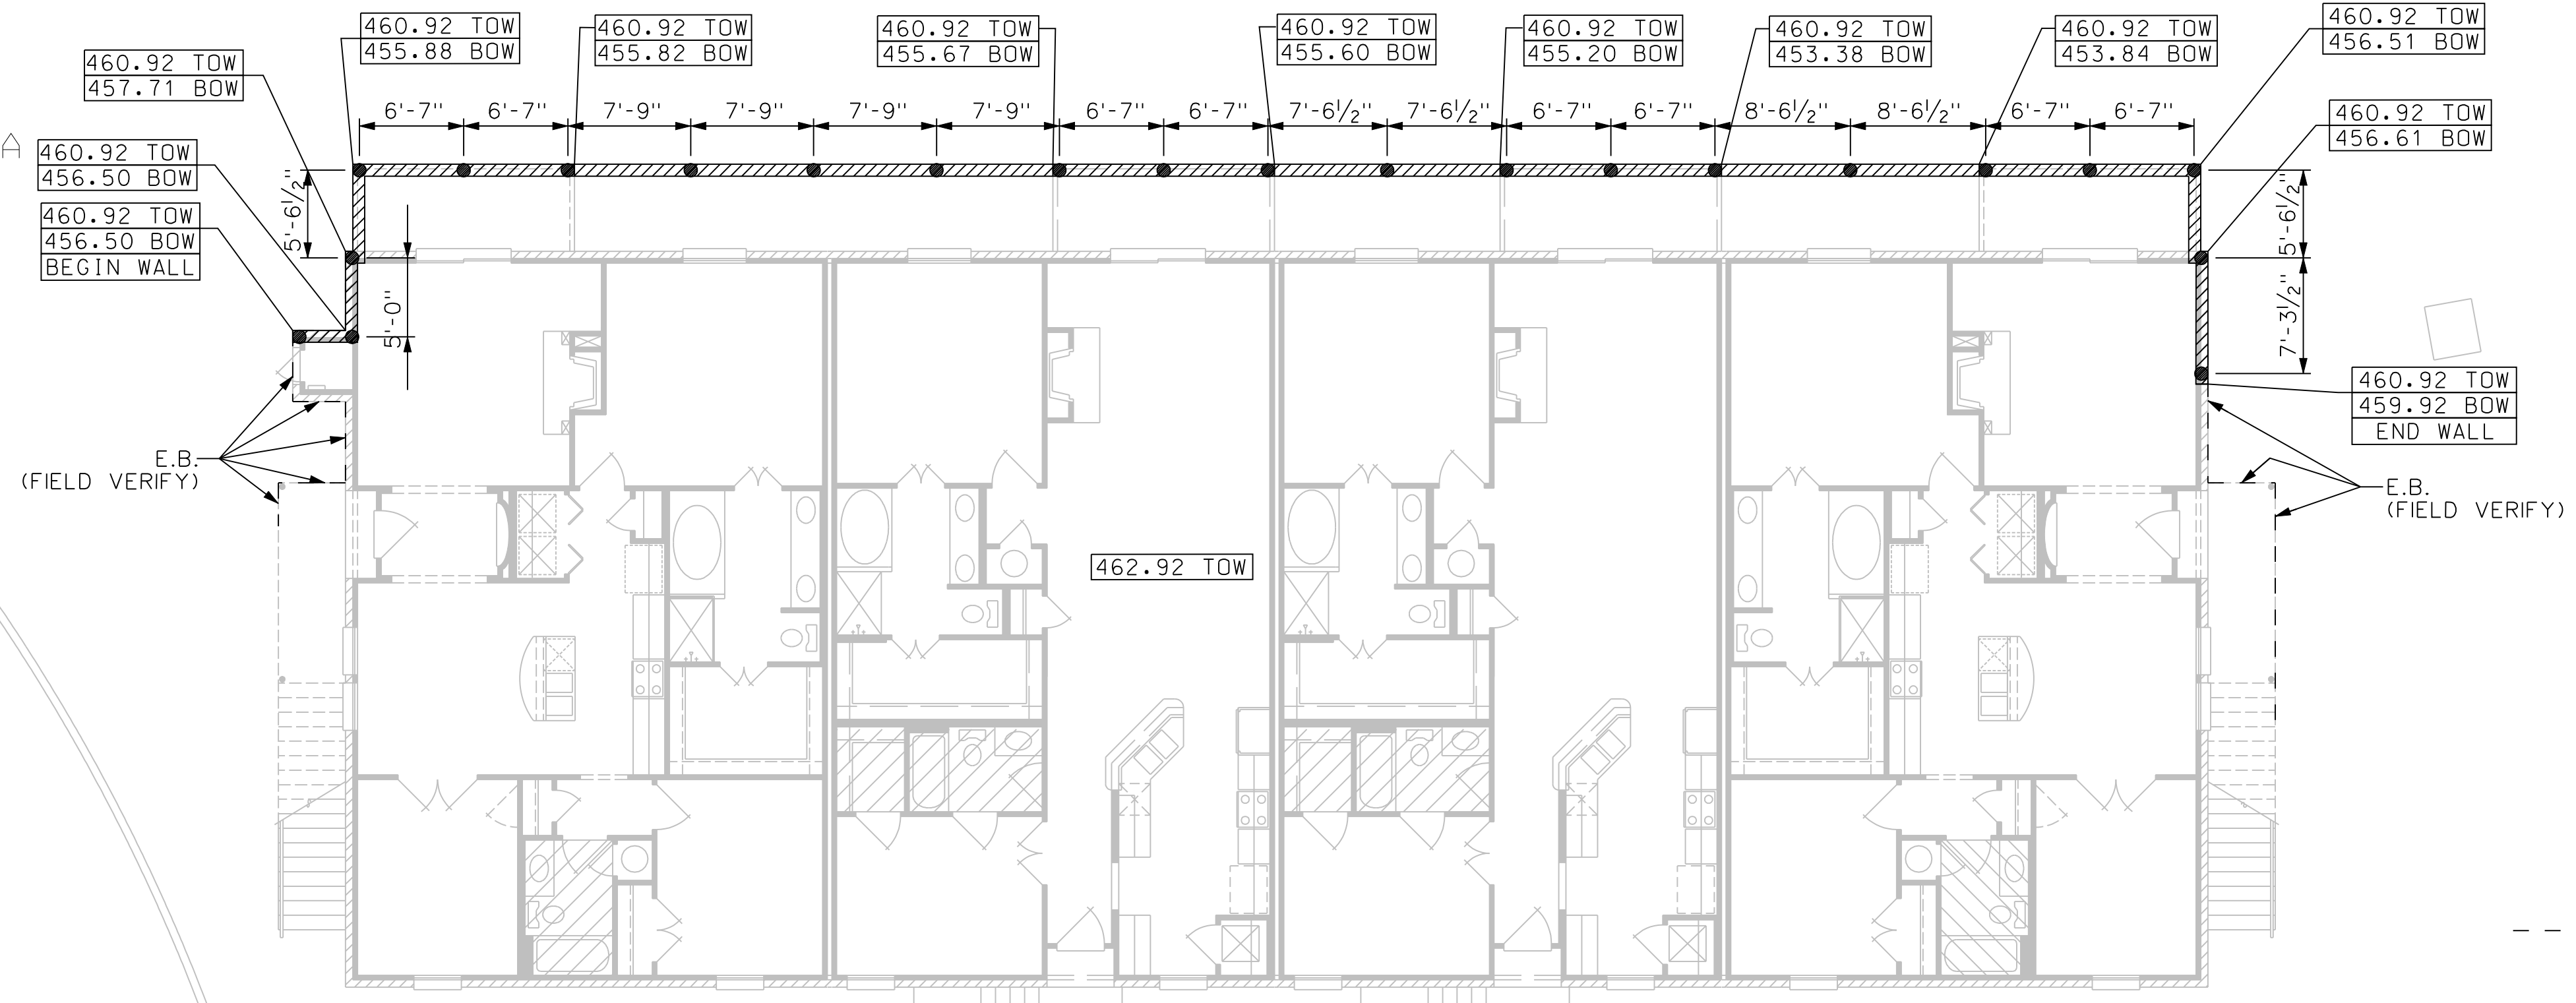 460.92 TOW
455.88 BOW
460.92 TOW
455.82 BOW
460.92 TOW
455.67 BOW
460.92 TOW
455.60 BOW
460.92 TOW
455.20 BOW
460.92 TOW
453.38 BOW
460.92 TOW
453.84 BOW
460.92 TOW
456.51 BOW
460.92 TOW
457.71 BOW
6'-7"
6'-7"
7'-9"
7'-9"
7'-9"
7'-9"
6'-7"
6'-7"
7'-6½"
7'-6½"
6'-7"
6'-7"
8'-6½"
8'-6½"
6'-7"
6'-7"
460.92 TOW
456.61 BOW
A
460.92 TOW
456.50 BOW
460.92 TOW
456.50 BOW
BEGIN WALL
5'-6½"
5'-0"
5'-6½"
7'-3½"
460.92 TOW
459.92 BOW
END WALL
E.B.
(FIELD VERIFY)
E.B.
(FIELD VERIFY)
462.92 TOW